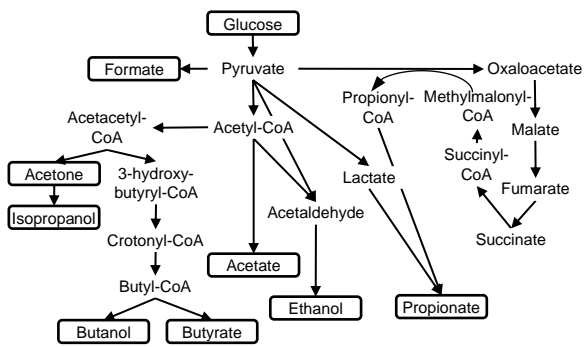 Glucose
Formate
Pyruvate
Oxaloacetate
Propionyl-
CoA
Methylmalonyl-
CoA
Acetacetyl-
CoA
Acetyl-CoA
Malate
Succinyl-
CoA
Acetone
3-hydroxy-
butyryl-CoA
Lactate
Fumarate
Isopropanol
Acetaldehyde
Crotonyl-CoA
Succinate
Acetate
Butyl-CoA
Ethanol
Propionate
Butanol
Butyrate